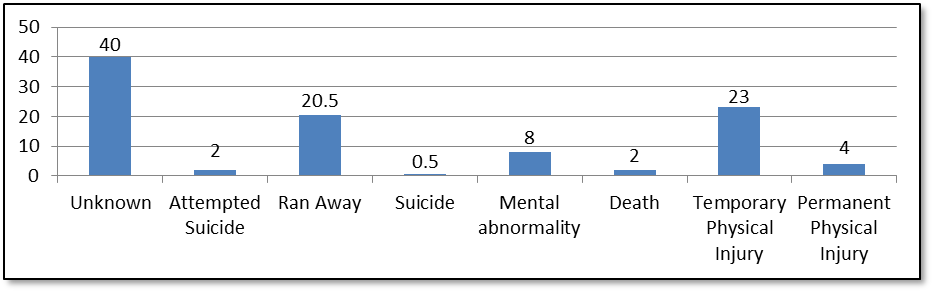 50
40
30
20
10
0
40
2
20.5
0.5
8
2
23
4
Unknown
Attempted
Suicide
Ran Away
Suicide
Mental
abnormality
Death
Temporary
Physical
Injury
Permanent
Physical
Injury